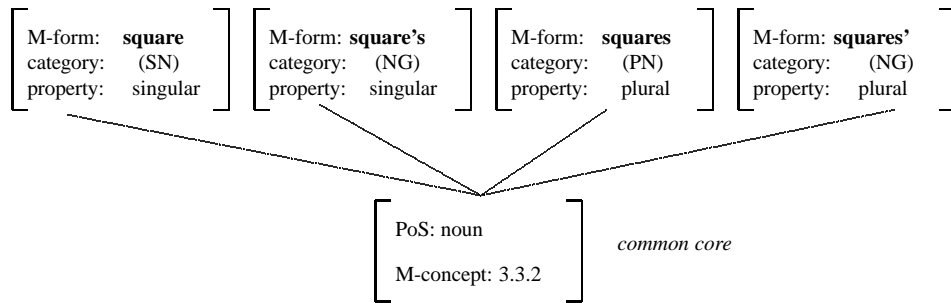 M-form: square
category: (SN)
property: singular
M-form: square's
category: (NG)
property: singular
M-form: squares
category: (PN)
property: plural
M-form: squares’
category: (NG)
property: plural
PoS: noun
M-concept: 3.3.2
common core